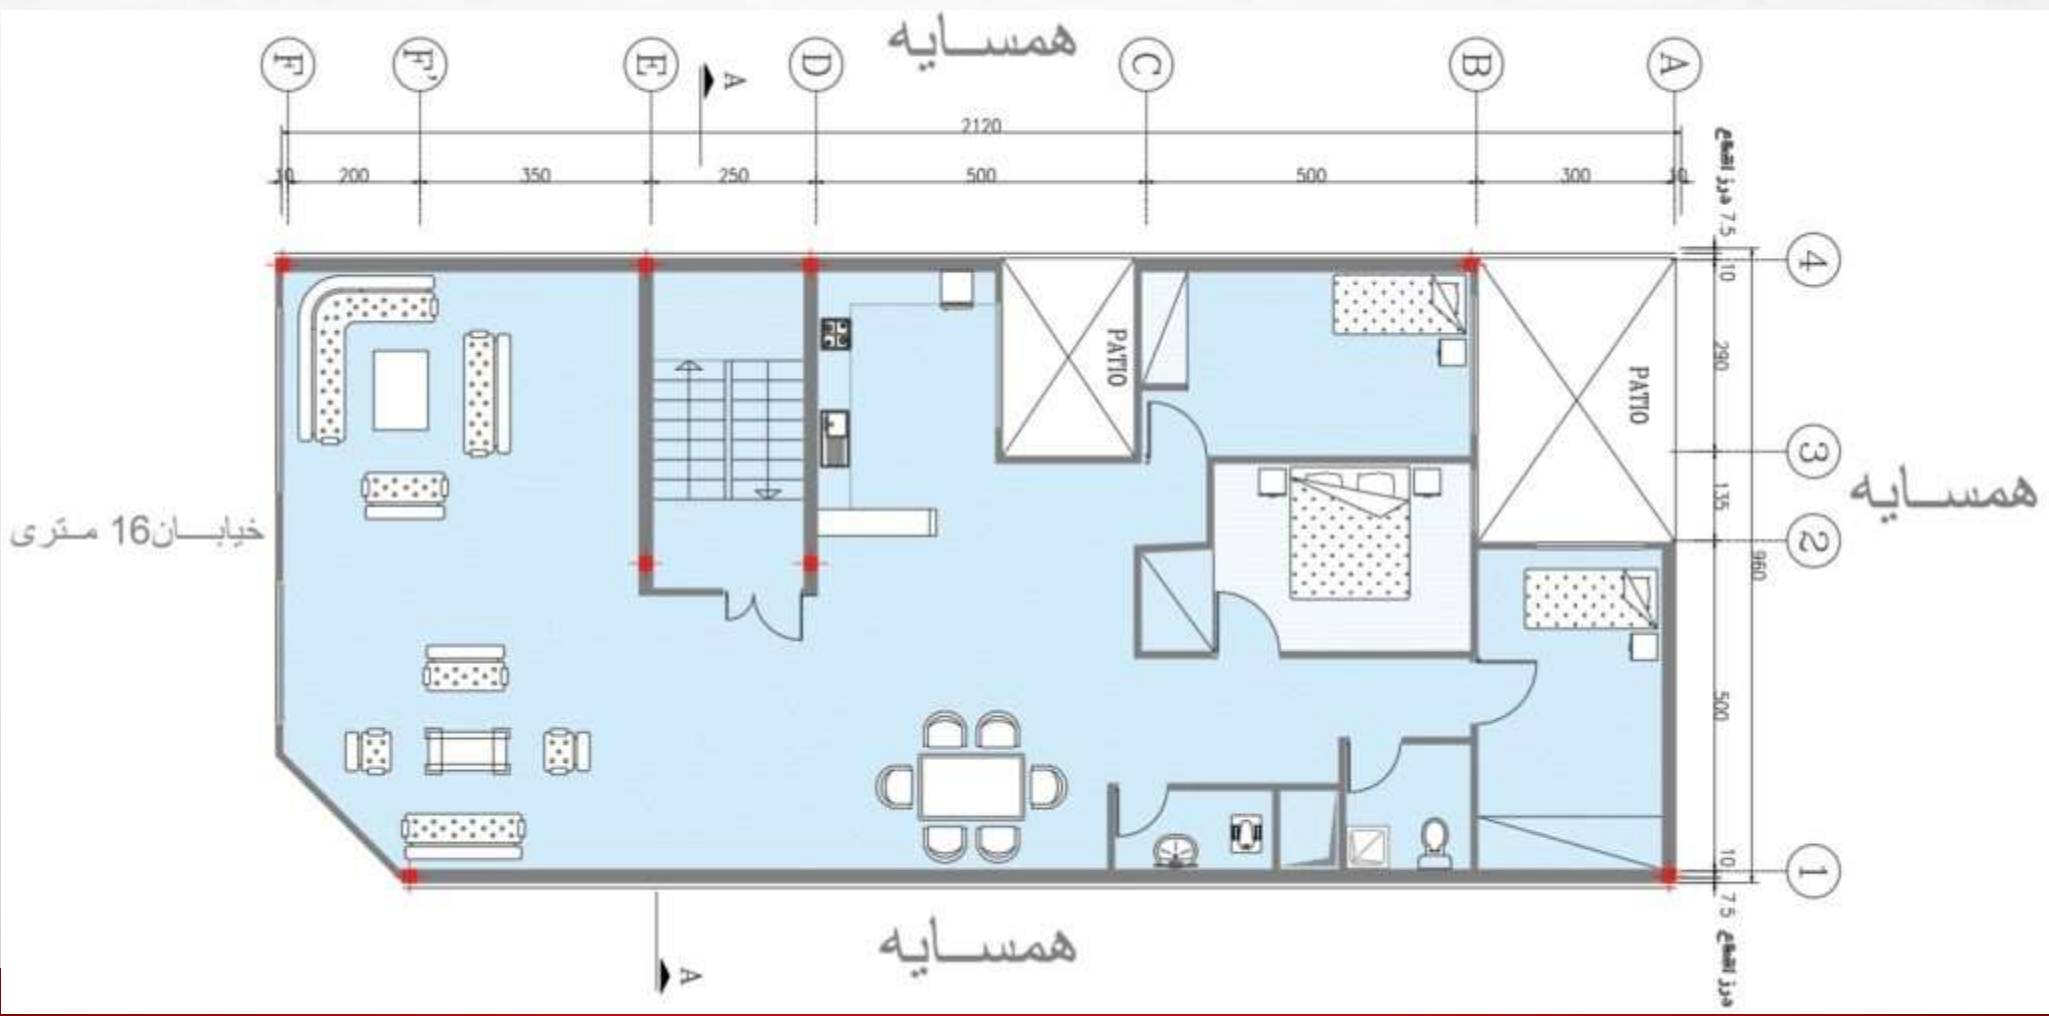 همسایه
F F' E A D C B A
2120
10 200 350 250 500 500 300 10
درز انقطاع 7.5
4
10
PATIO
PATIO
290
3
همسایه
135
خیابان 16 متری
2
960
500
10
1
7.5 درز انقطاع
همسایه
A